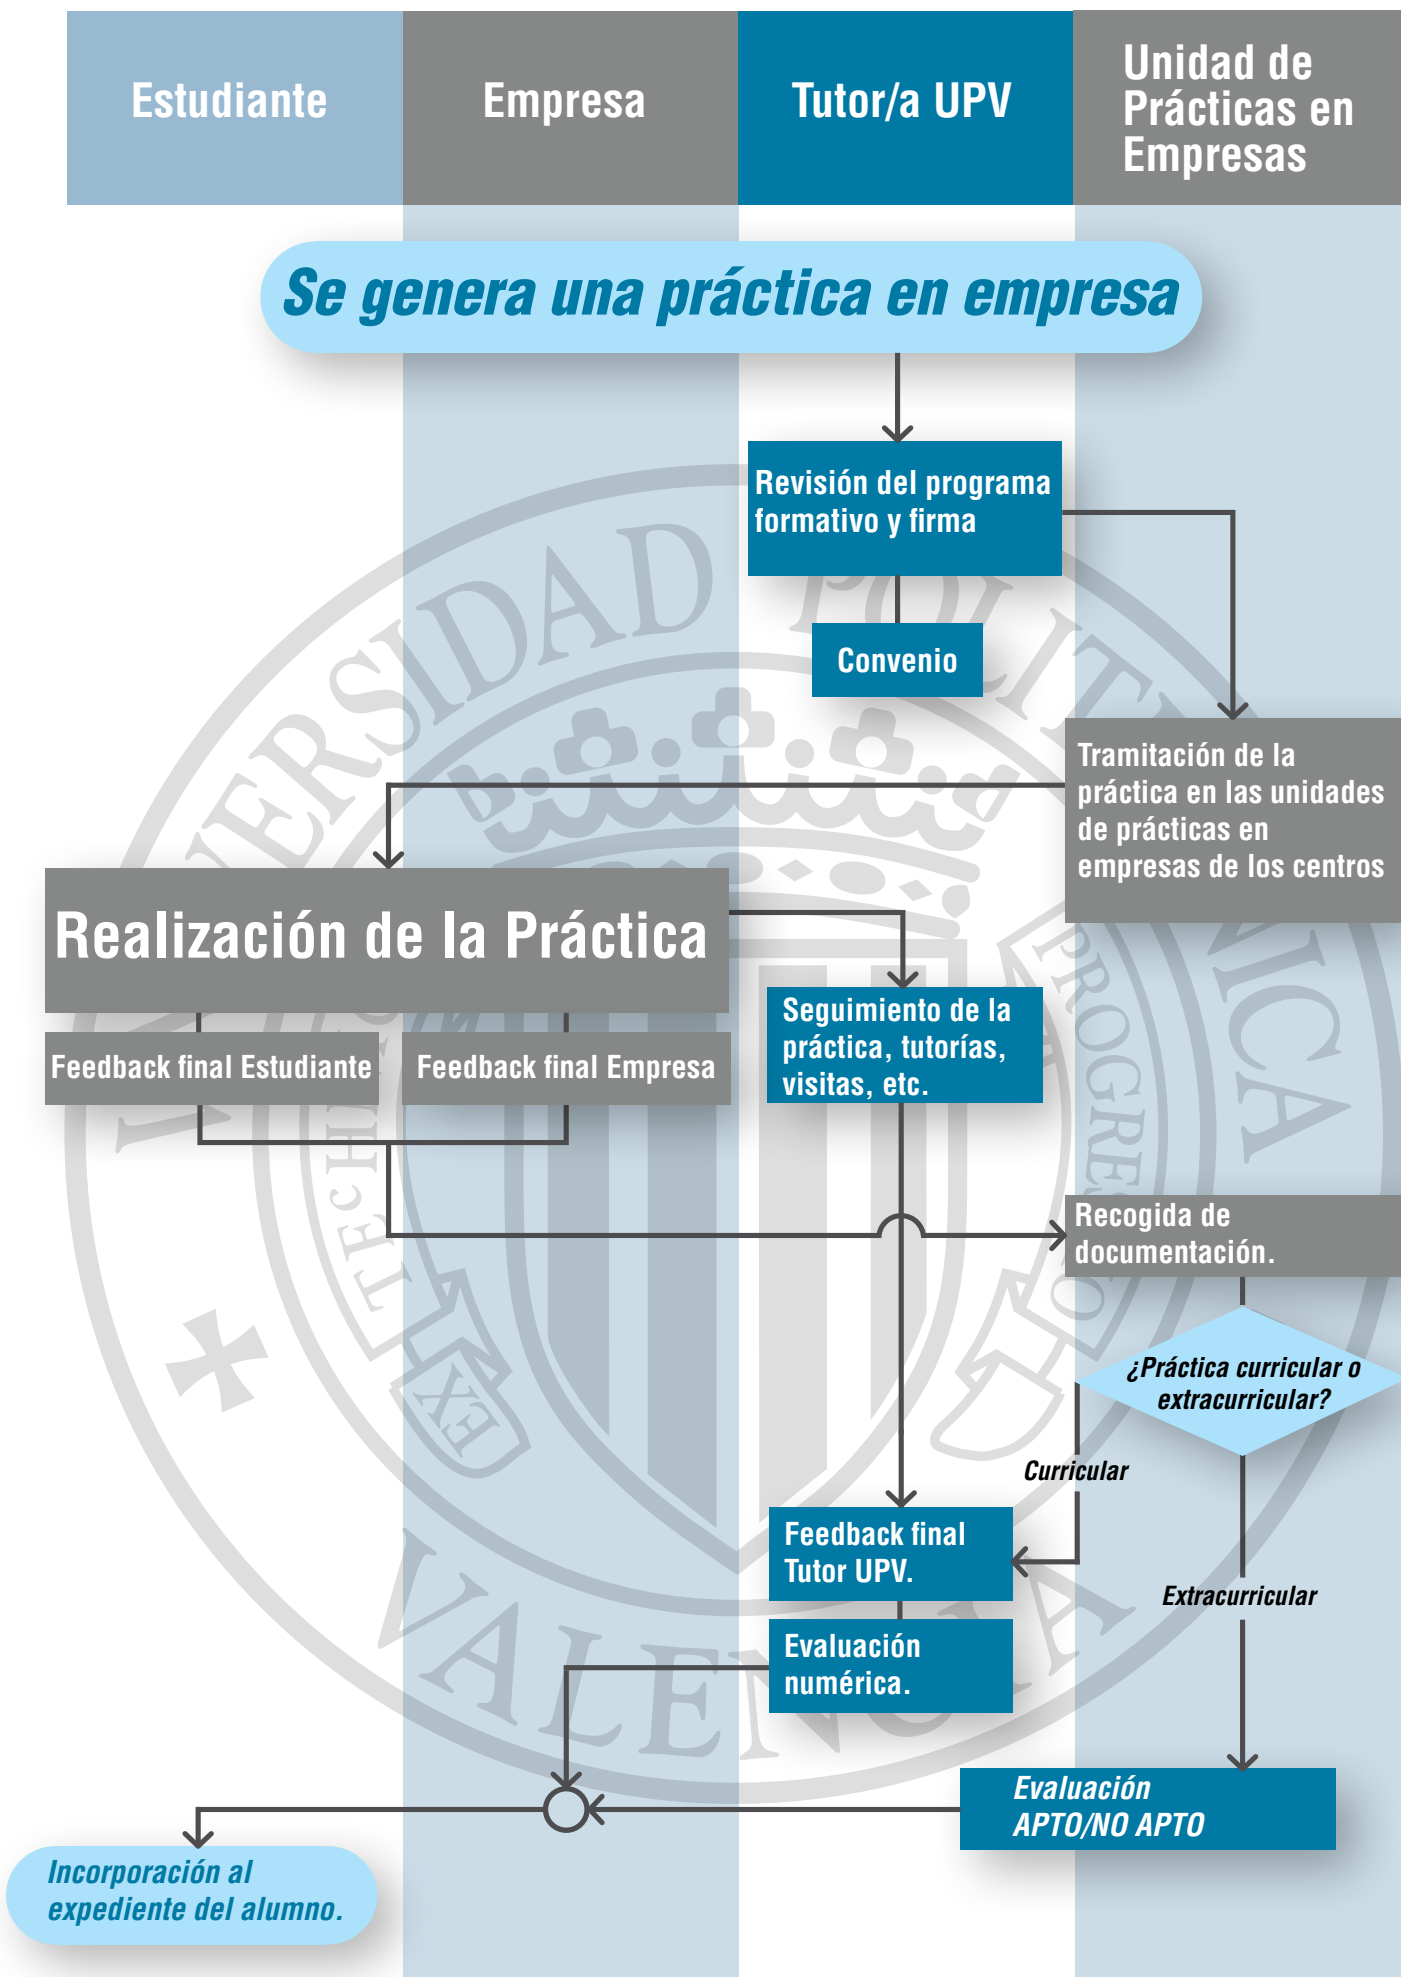 Estudiante
Empresa
Tutor/a UPV
Unidad de
Prácticas en
Empresas
Se genera una práctica en empresa
Revisión del programa
formativo y firma
Convenio
Tramitación de la
práctica en las unidades
de prácticas en
empresas de los centros
Realización de la Práctica
Feedback final Estudiante
Feedback final Empresa
Seguimiento de la
práctica, tutorías,
visitas, etc.
Recogida de
documentación.
¿Práctica curricular o
extracurricular?
Curricular
Feedback final
Tutor UPV.
Extracurricular
Evaluación
numérica.
Evaluación
APTO/NO APTO
Incorporación al
expediente del alumno.
VALENCIA
EX